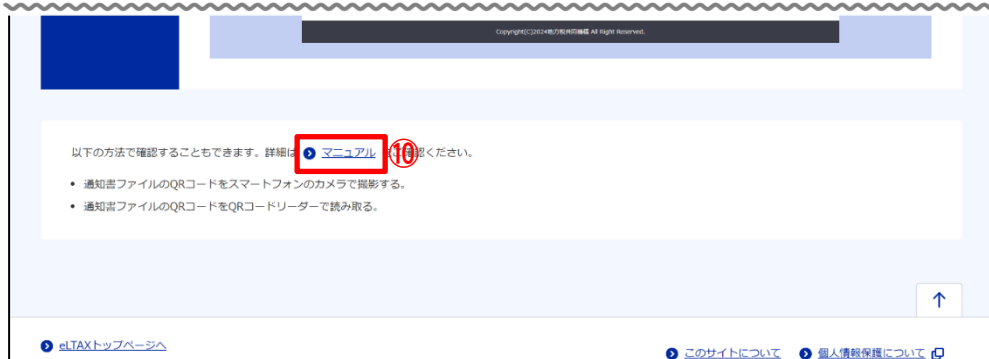 Copyright(C)2024地方税共同機構 All Right Reserved.
以下の方法で確認することもできます。詳細は マニュアル ⑩ 確認ください。
• 通知書ファイルのQRコードをスマートフォンのカメラで撮影する。
• 通知書ファイルのQRコードをQRコードリーダーで読み取る。
eLTAXトップページへ
このサイトについて 個人情報保護について